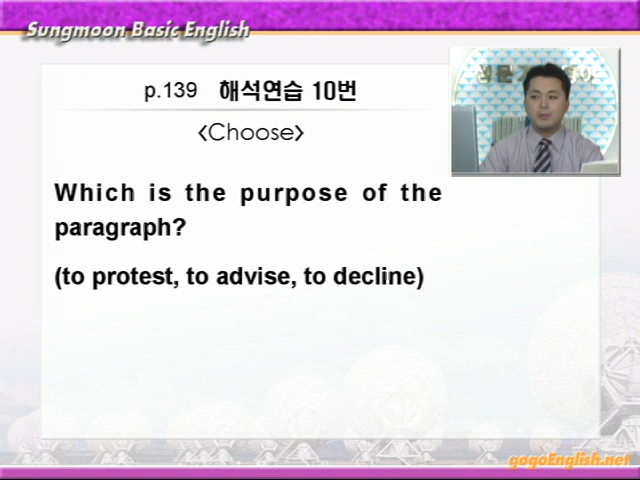 Sungmoon Basic English
p.139 해석연습 10번
<Choose>
Which is the purpose of the
paragraph?
(to protest, to advise, to decline)
gogoEnglish.net